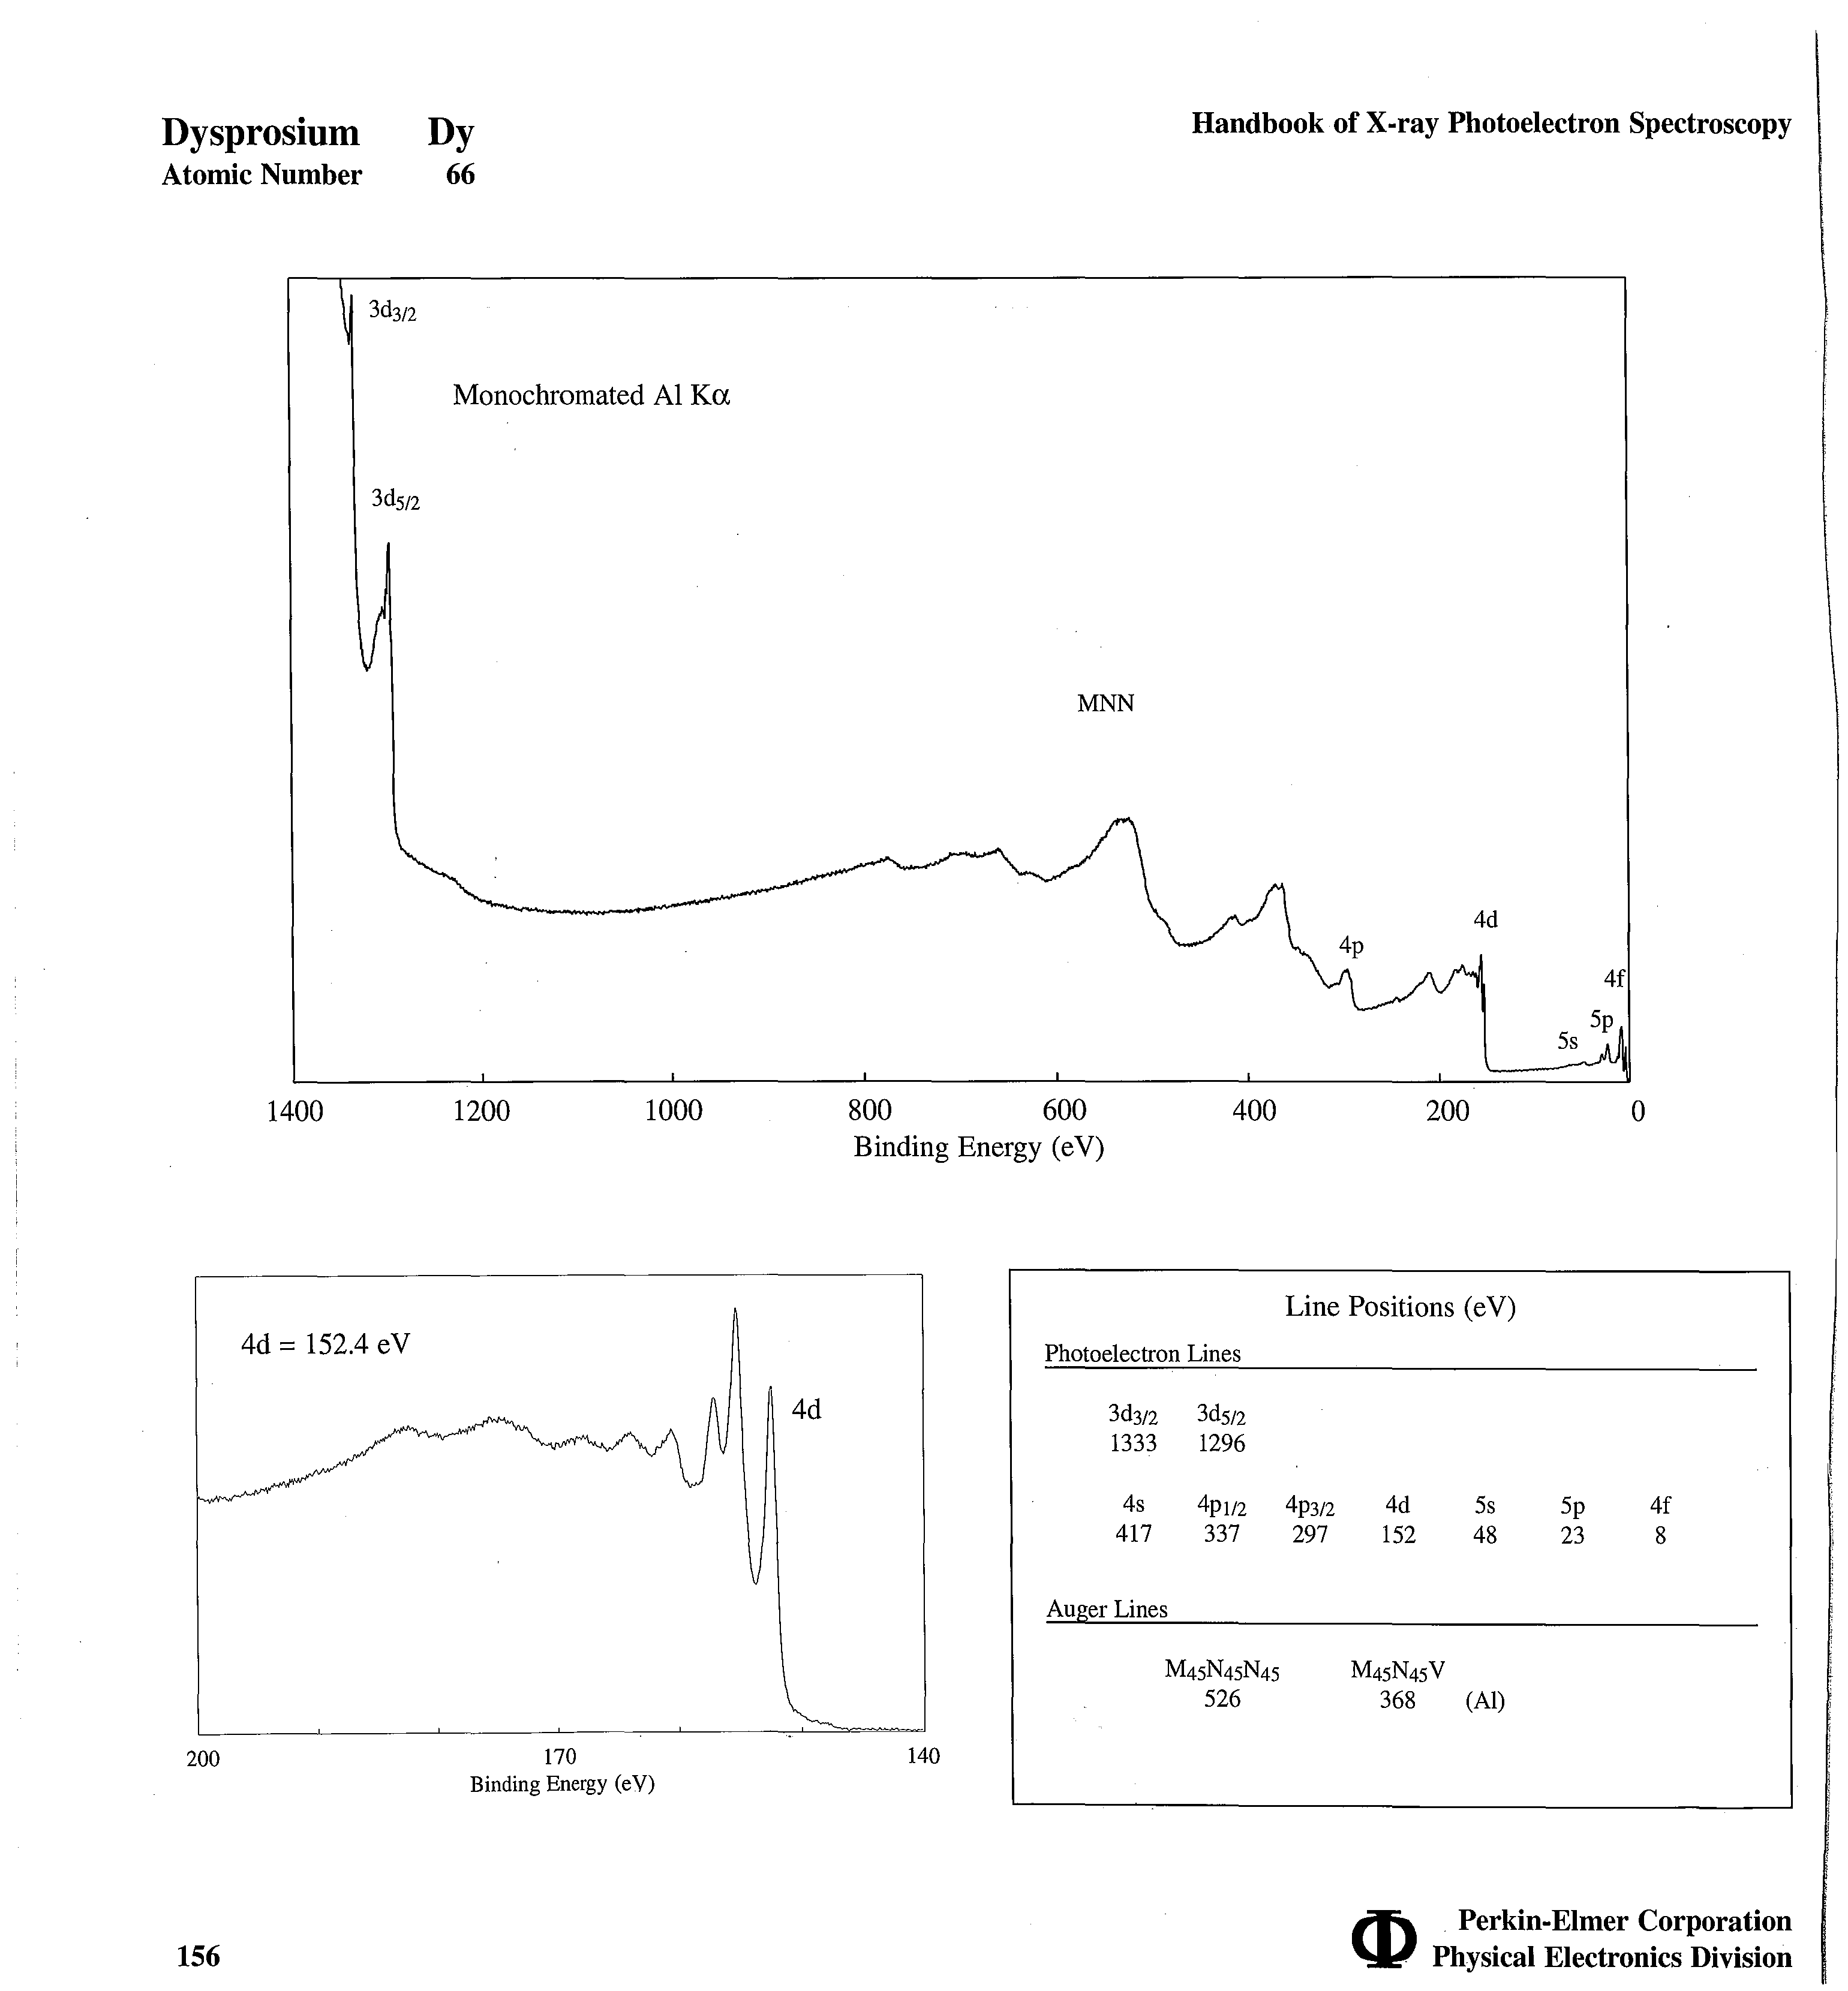 Dysprosium Dy
Atomic Number 66
Handbook of X-ray Photoelectron Spectroscopy
3d3/2
Monochromated Al Kα
3d5/2
MNN
4d
4p
4f
5p
5s
1400 1200 1000 800 600 400 200 0
Binding Energy (eV)
4d = 152.4 eV
4d
200 170 140
Binding Energy (eV)
Line Positions (eV)
Photoelectron Lines
3d3/2 3d5/2
1333 1296
4s 4p1/2 4p3/2 4d 5s 5p 4f
417 337 297 152 48 23 8
Auger Lines
M45N45N45 M45N45V
526 368 (Al)
156
Perkin-Elmer Corporation
Physical Electronics Division